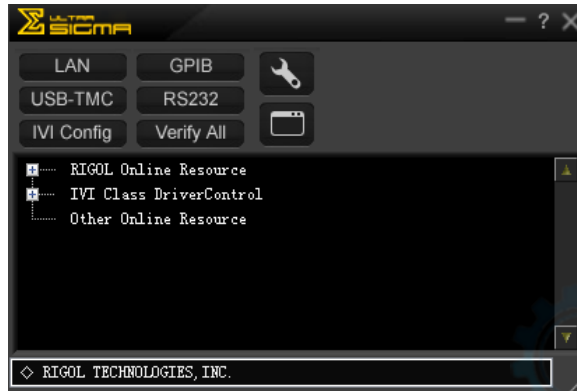 Σ ULTRA SIGMA
— ? X
LAN GPIB
USB-TMC RS232
IVI Config Verify All
RIGOL Online Resource
IVI Class DriverControl
Other Online Resource
◇ RIGOL TECHNOLOGIES, INC.